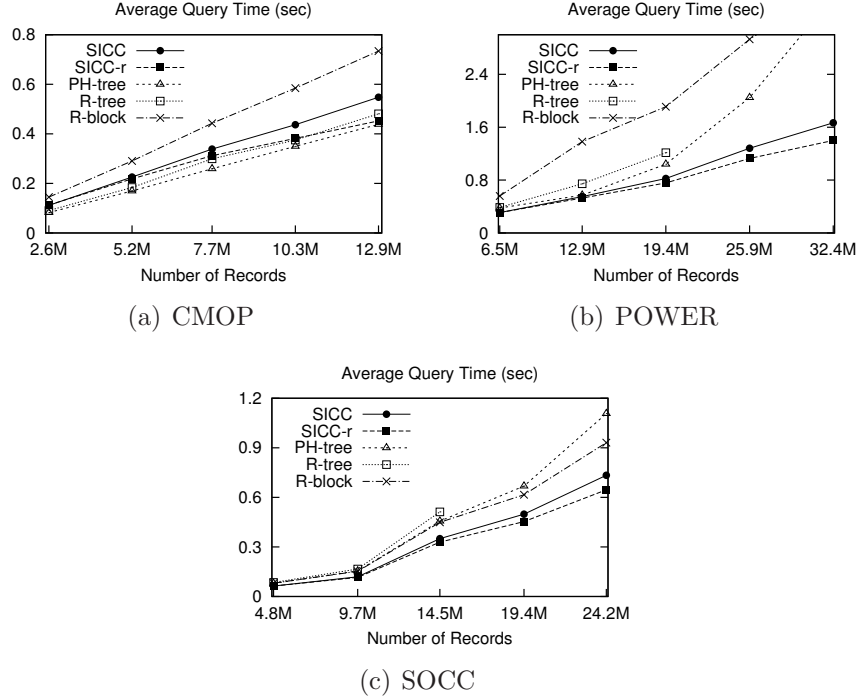 Average Query Time (sec)
0.8
0.6
0.4
0.2
0
SICC
SICC-r
PH-tree
R-tree
R-block
2.6M 5.2M 7.7M 10.3M 12.9M
Number of Records
(a) CMOP
Average Query Time (sec)
2.4
1.6
0.8
0
SICC
SICC-r
PH-tree
R-tree
R-block
6.5M 12.9M 19.4M 25.9M 32.4M
Number of Records
(b) POWER
Average Query Time (sec)
1.2
0.9
0.6
0.3
0
SICC
SICC-r
PH-tree
R-tree
R-block
4.8M 9.7M 14.5M 19.4M 24.2M
Number of Records
(c) SOCC